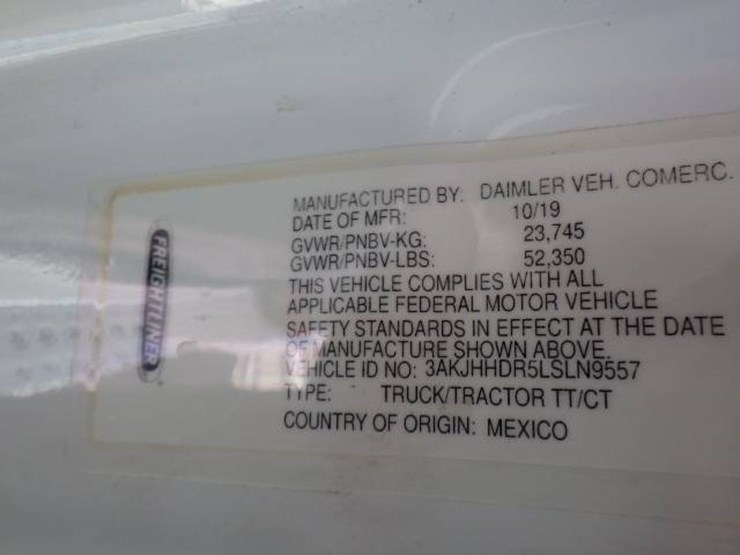 FREIGHTLINER
MANUFACTURED BY: DAIMLER VEH. COMERC.
DATE OF MFR: 10/19
GVWR/PNBV-KG: 23,745
GVWR/PNBV-LBS: 52,350
THIS VEHICLE COMPLIES WITH ALL
APPLICABLE FEDERAL MOTOR VEHICLE
SAFETY STANDARDS IN EFFECT AT THE DATE
OF MANUFACTURE SHOWN ABOVE.
VEHICLE ID NO: 3AKJHHDR5LSLN9557
TYPE: TRUCK/TRACTOR TT/CT
COUNTRY OF ORIGIN: MEXICO